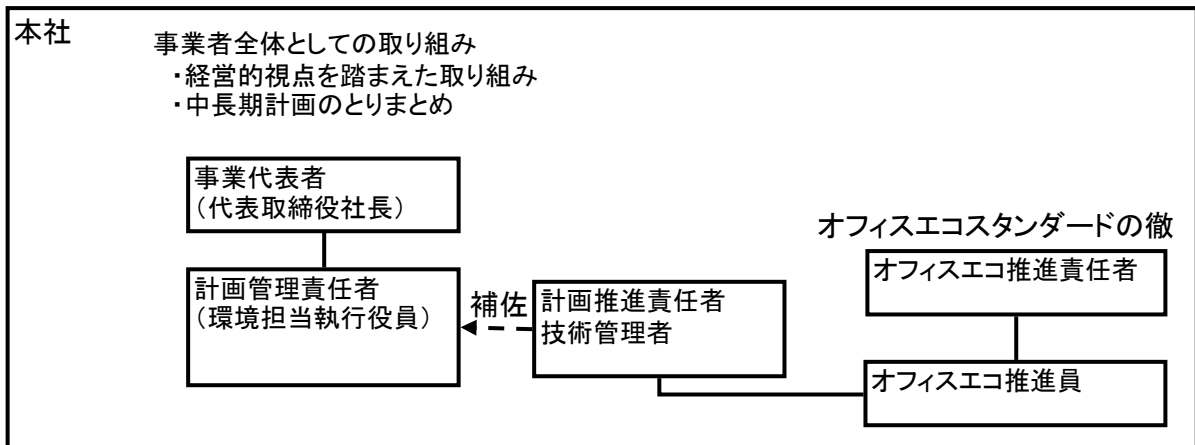 本社
事業者全体としての取り組み
・経営的視点を踏まえた取り組み
・中長期計画のとりまとめ
事業代表者
（代表取締役社長）
計画管理責任者
（環境担当執行役員）
補佐
計画推進責任者
技術管理者
オフィスエコスタンダードの徹
オフィスエコ推進責任者
オフィスエコ推進員